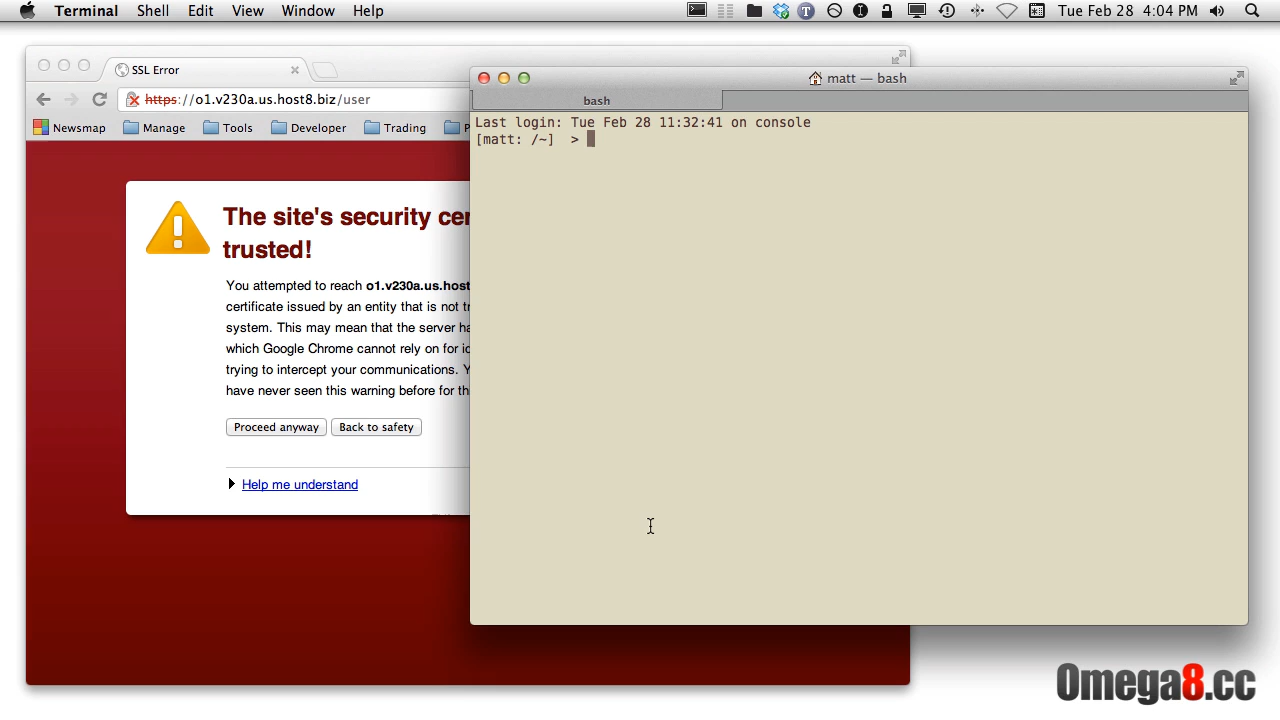 Terminal Shell Edit View Window Help
Tue Feb 28 4:04 PM
SSL Error
https://o1.v230a.us.host8.biz/user
Newsmap Manage Tools Developer Trading
The site's security cer
trusted!
You attempted to reach o1.v230a.us.host
certificate issued by an entity that is not tr
system. This may mean that the server ha
which Google Chrome cannot rely on for id
trying to intercept your communications. Y
have never seen this warning before for th
Proceed anyway Back to safety
Help me understand
matt — bash
bash
Last login: Tue Feb 28 11:32:41 on console
[matt: /~] >
Omega8.cc